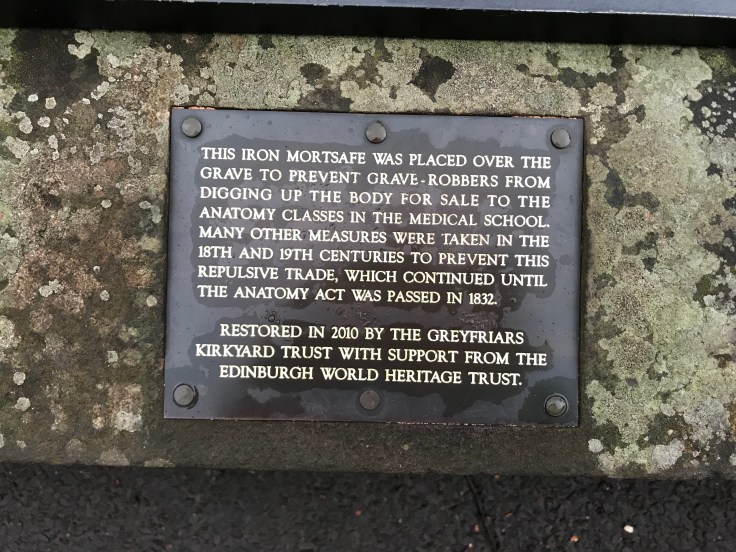 THIS IRON MORTSAFE WAS PLACED OVER THE
GRAVE TO PREVENT GRAVE-ROBBERS FROM
DIGGING UP THE BODY FOR SALE TO THE
ANATOMY CLASSES IN THE MEDICAL SCHOOL.
MANY OTHER MEASURES WERE TAKEN IN THE
18TH AND 19TH CENTURIES TO PREVENT THIS
REPULSIVE TRADE, WHICH CONTINUED UNTIL
THE ANATOMY ACT WAS PASSED IN 1832.
RESTORED IN 2010 BY THE GREYFRIARS
KIRKYARD TRUST WITH SUPPORT FROM THE
EDINBURGH WORLD HERITAGE TRUST.